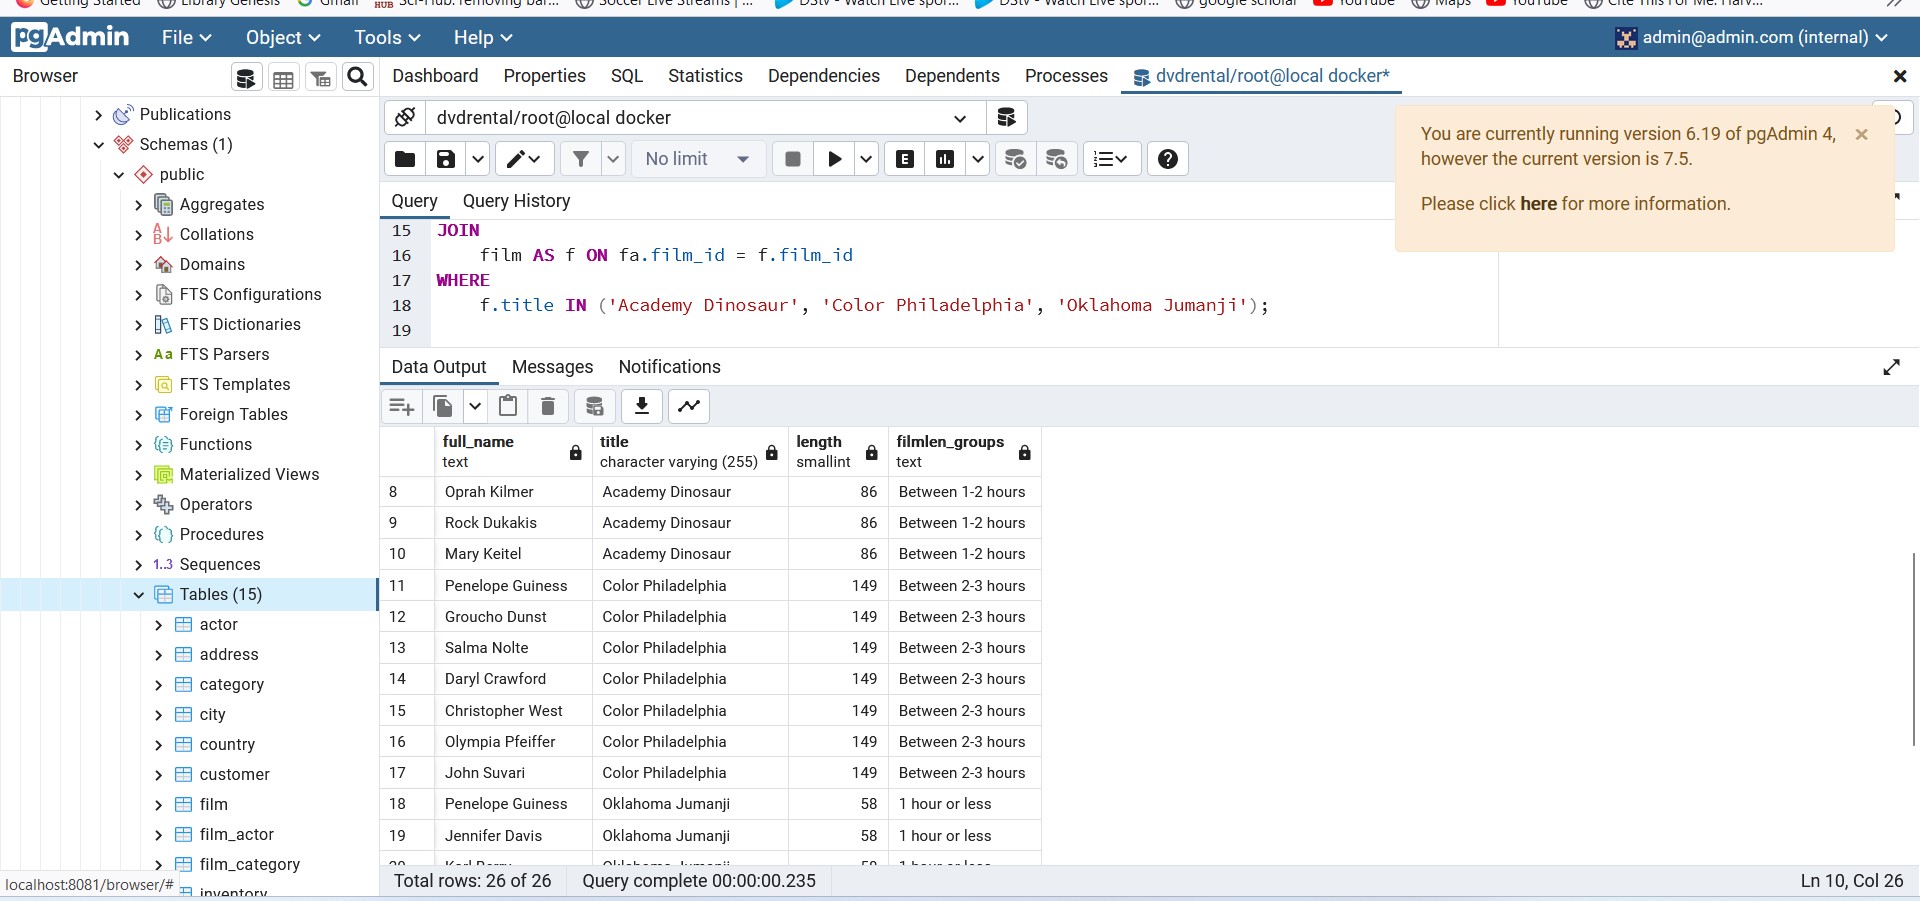 Getting Started Library Genesis Gmail Sci-Hub: removing bar... Soccer Live Streams | ... DStv - Watch Live spor... DStv - Watch Live spor... google scholar YouTube Maps YouTube Cite This For Me: Harv...
pgAdmin File Object Tools Help admin@admin.com (internal)
Browser Dashboard Properties SQL Statistics Dependencies Dependents Processes dvdrental/root@local docker*
Publications
Schemas (1)
public
Aggregates
Collations
Domains
FTS Configurations
FTS Dictionaries
FTS Parsers
FTS Templates
Foreign Tables
Functions
Materialized Views
Operators
Procedures
1..3 Sequences
Tables (15)
actor
address
category
city
country
customer
film
film_actor
film_category
inventory
localhost:8081/browser/#
dvdrental/root@local docker
No limit
You are currently running version 6.19 of pgAdmin 4,
however the current version is 7.5.
Please click here for more information.
Query Query History
15 JOIN
16 film AS f ON fa.film_id = f.film_id
17 WHERE
18 f.title IN ('Academy Dinosaur', 'Color Philadelphia', 'Oklahoma Jumanji');
19
Data Output Messages Notifications
full_name title length filmlen_groups
text character varying (255) smallint text
8 Oprah Kilmer Academy Dinosaur 86 Between 1-2 hours
9 Rock Dukakis Academy Dinosaur 86 Between 1-2 hours
10 Mary Keitel Academy Dinosaur 86 Between 1-2 hours
11 Penelope Guiness Color Philadelphia 149 Between 2-3 hours
12 Groucho Dunst Color Philadelphia 149 Between 2-3 hours
13 Salma Nolte Color Philadelphia 149 Between 2-3 hours
14 Daryl Crawford Color Philadelphia 149 Between 2-3 hours
15 Christopher West Color Philadelphia 149 Between 2-3 hours
16 Olympia Pfeiffer Color Philadelphia 149 Between 2-3 hours
17 John Suvari Color Philadelphia 149 Between 2-3 hours
18 Penelope Guiness Oklahoma Jumanji 58 1 hour or less
19 Jennifer Davis Oklahoma Jumanji 58 1 hour or less
20 Karl Berry Oklahoma Jumanji 58 1 hour or less
Total rows: 26 of 26 Query complete 00:00:00.235 Ln 10, Col 26